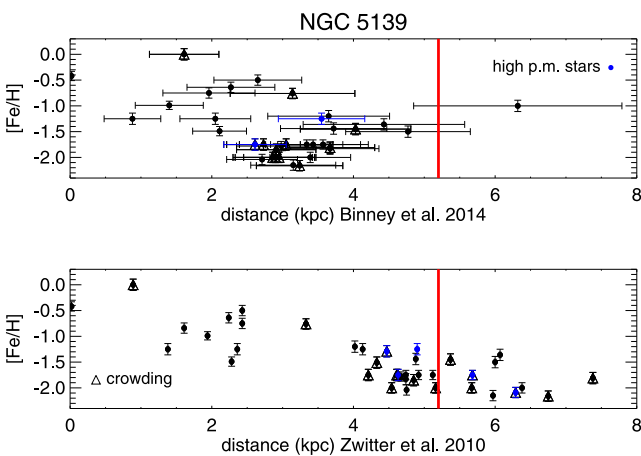 NGC 5139
[Fe/H]
0.0
-0.5
-1.0
-1.5
-2.0
high p.m. stars
0 2 4 6 8
distance (kpc) Binney et al. 2014
[Fe/H]
0.0
-0.5
-1.0
-1.5
-2.0
△ crowding
0 2 4 6 8
distance (kpc) Zwitter et al. 2010